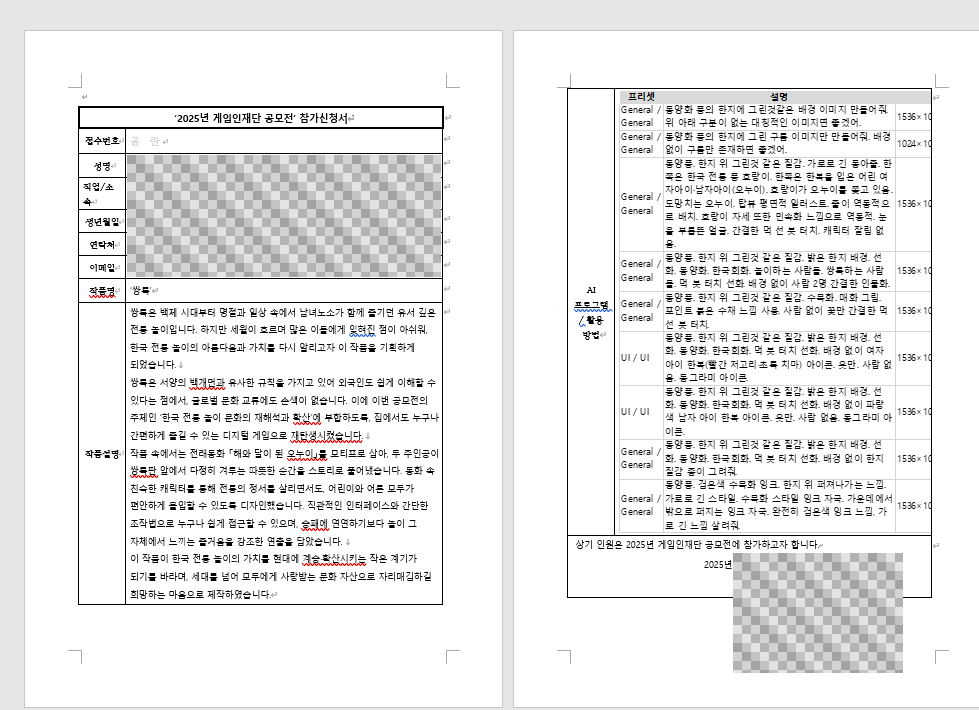 ‘2025년 게임인재단 공모전’ 참가신청서
접수번호
공 란
성명
직업/소
속
생년월일
연락처
이메일
작품명
‘쌍륙’
작품설명
쌍륙은 백제 시대부터 명절과 일상 속에서 남녀노소가 함께 즐기던 유서 깊은
전통 놀이입니다. 하지만 세월이 흐르며 많은 이들에게 잊혀진 점이 아쉬워,
한국 전통 놀이의 아름다움과 가치를 다시 알리고자 이 작품을 기획하게
되었습니다.
쌍륙은 서양의 백개먼과 유사한 규칙을 가지고 있어 외국인도 쉽게 이해할 수
있다는 점에서, 글로벌 문화 교류에도 손색이 없습니다. 이에 이번 공모전의
주제인 ‘한국 전통 놀이 문화의 재해석과 확산’에 부합하도록, 집에서도 누구나
간편하게 즐길 수 있는 디지털 게임으로 재탄생시켰습니다.
작품 속에서는 전래동화 「해와 달이 된 오누이」를 모티프로 삼아, 두 주인공이
쌍륙판 앞에서 다정히 겨루는 따뜻한 순간을 스토리로 풀어냈습니다. 동화 속
친숙한 캐릭터를 통해 전통의 정서를 살리면서도, 어린이와 어른 모두가
편안하게 몰입할 수 있도록 디자인했습니다. 직관적인 인터페이스와 간단한
조작법으로 누구나 쉽게 접근할 수 있으며, 승패에 연연하기보다 놀이 그
자체에서 느끼는 즐거움을 강조한 연출을 담았습니다.
이 작품이 한국 전통 놀이의 가치를 현대에 계승·확산시키는 작은 계기가
되기를 바라며, 세대를 넘어 모두에게 사랑받는 문화 자산으로 자리매김하길
희망하는 마음으로 제작하였습니다.
AI
프로그램
/ 활용
방법
프리셋 설명
General /
General
동양화 풍의 한지에 그린것같은 배경 이미지 만들어줘.
위 아래 구분이 없는 대칭적인 이미지면 좋겠어.
1536×10
General /
General
동양화 풍의 한지에 그린 구름 이미지만 만들어줘. 배경
없이 구름만 존재하면 좋겠어.
1024×10
General /
General
동양풍. 한지 위 그린것 같은 질감. 가로로 긴 동아줄. 한
쪽은 한국 전통 풍 호랑이. 한쪽은 한복을 입은 어린 여
자아이·남자아이(오누이). 호랑이가 오누이를 쫓고 있음.
도망치는 오누이. 탑뷰 평면적 일러스트. 줄이 역동적으
로 배치. 호랑이 자세 또한 민속화 느낌으로 역동적. 눈
을 부릅뜬 얼굴. 간결한 먹 선 붓 터치. 캐릭터 잘림 없
음.
1536×10
General /
General
동양풍. 한지 위 그린것 같은 질감. 밝은 한지 배경. 선
화. 동양화. 한국회화. 놀이하는 사람들. 쌍륙하는 사람
들. 먹 붓 터치 선화. 배경 없이 사람 2명 간결한 인물화.
1536×10
General /
General
동양풍. 한지 위 그린것 같은 질감. 수묵화. 매화 그림.
포인트 붉은 수채 느낌 사용. 사람 없이 꽃만 간결한 먹
선 붓 터치.
1536×10
UI / UI
동양풍. 한지 위 그린것 같은 질감. 밝은 한지 배경. 선
화. 동양화. 한국회화. 먹 붓 터치 선화. 배경 없이 여자
아이 한복(빨간 저고리·초록 치마) 아이콘. 옷만. 사람 없
음. 동그라미 아이콘.
1536×10
UI / UI
동양풍. 한지 위 그린것 같은 질감. 밝은 한지 배경. 선
화. 동양화. 한국회화. 먹 붓 터치 선화. 배경 없이 파랑
색 남자 아이 한복 아이콘. 옷만. 사람 없음. 동그라미 아
이콘.
1536×10
General /
General
동양풍. 한지 위 그린것 같은 질감. 밝은 한지 배경. 선
화. 동양화. 한국회화. 먹 붓 터치 선화. 배경 없이 한지
질감 종이 그려줘.
1536×10
General /
General
동양풍. 검은색 수묵화 잉크. 한지 위 퍼져나가는 느낌.
가로로 긴 스타일. 수묵화 스타일 잉크 자국. 가운데에서
밖으로 퍼지는 잉크 자국. 완전히 검은색 잉크 느낌, 가
로 긴 느낌 살려줘.
1536×10
상기 인원은 2025년 게임인재단 공모전에 참가하고자 합니다.
2025년